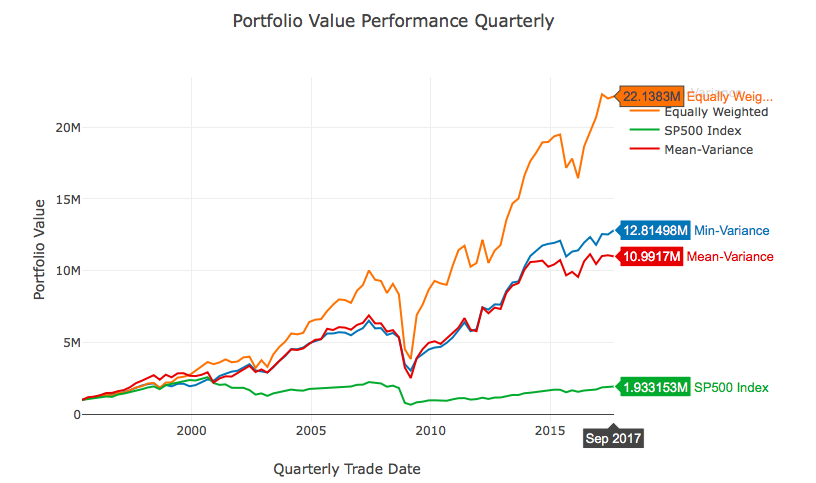 Portfolio Value Performance Quarterly
22.1383M Equally Weig...
Equally Weighted
20M
SP500 Index
Mean-Variance
15M
12.81498M Min-Variance
10.9917M Mean-Variance
10M
Portfolio Value
5M
1.933153M SP500 Index
0
2000 2005 2010 2015
Sep 2017
Quarterly Trade Date